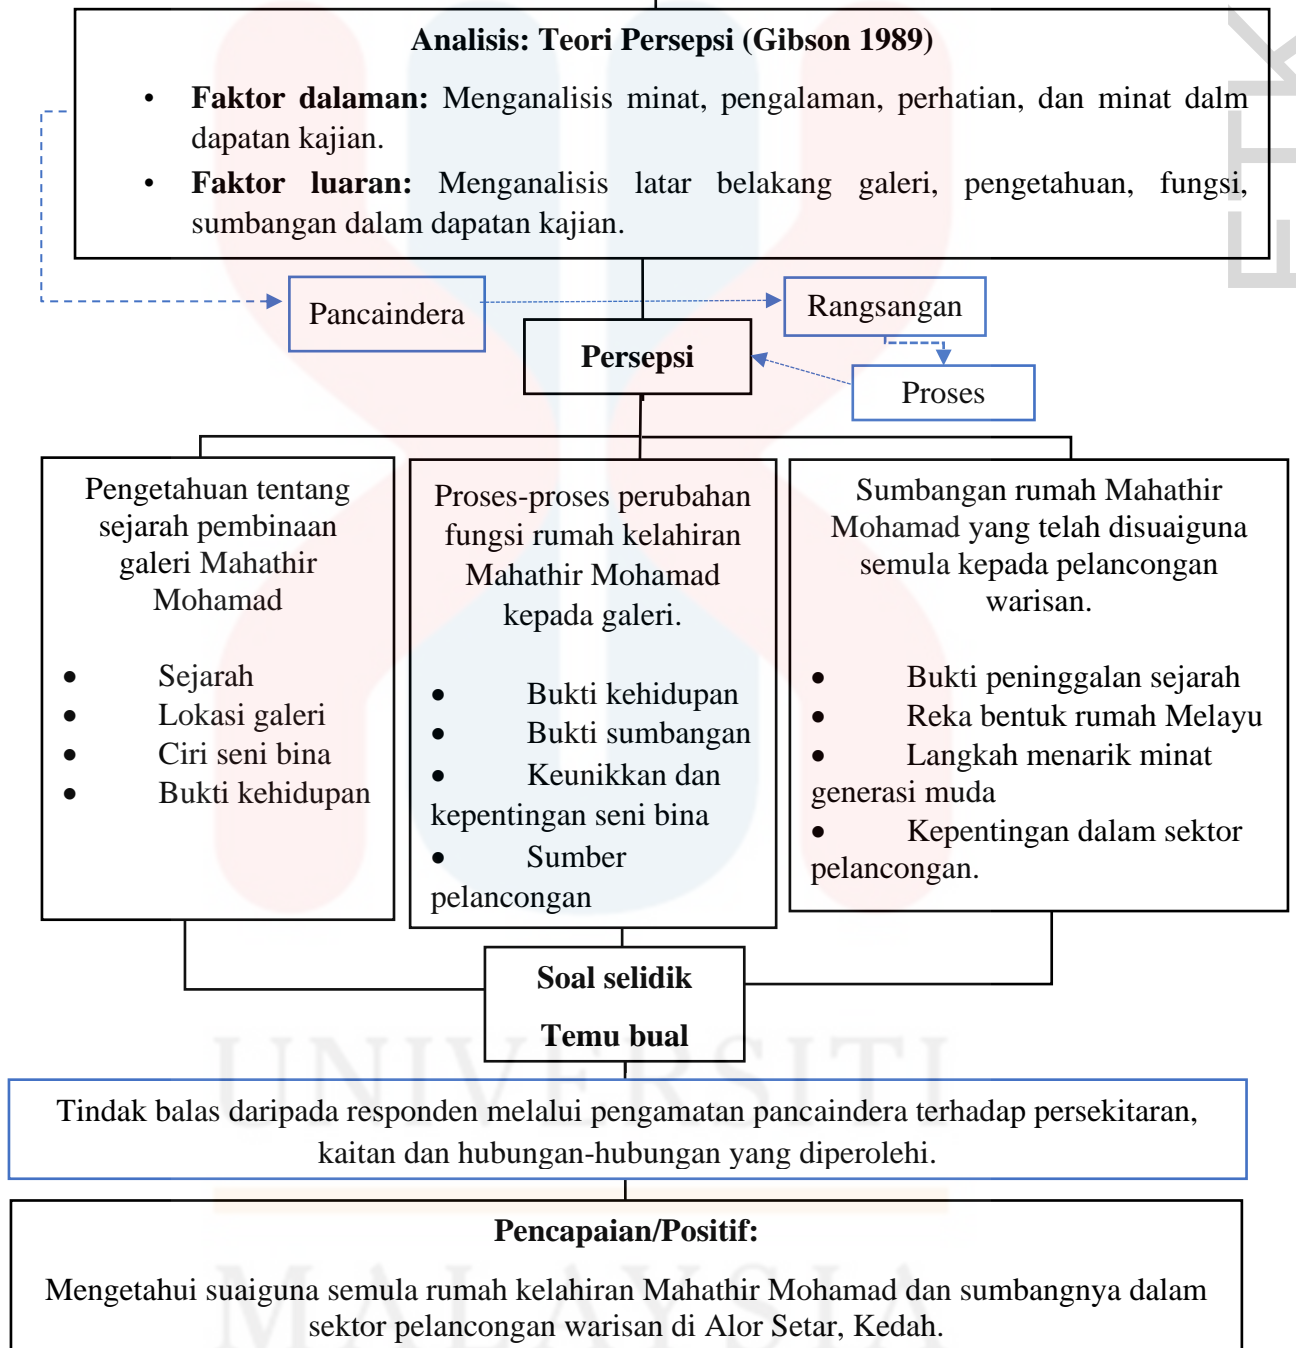 Analisis: Teori Persepsi (Gibson 1989)
• Faktor dalaman: Menganalisis minat, pengalaman, perhatian, dan minat dalm
dapatan kajian.
• Faktor luaran: Menganalisis latar belakang galeri, pengetahuan, fungsi,
sumbangan dalam dapatan kajian.
Pancaindera
Rangsangan
Persepsi
Proses
Pengetahuan tentang
sejarah pembinaan
galeri Mahathir
Mohamad
• Sejarah
• Lokasi galeri
• Ciri seni bina
• Bukti kehidupan
Proses-proses perubahan
fungsi rumah kelahiran
Mahathir Mohamad
kepada galeri.
• Bukti kehidupan
• Bukti sumbangan
• Keunikkan dan
kepentingan seni bina
• Sumber
pelancongan
Sumbangan rumah Mahathir
Mohamad yang telah disuaiguna
semula kepada pelancongan
warisan.
• Bukti peninggalan sejarah
• Reka bentuk rumah Melayu
• Langkah menarik minat
generasi muda
• Kepentingan dalam sektor
pelancongan.
Soal selidik
Temu bual
Tindak balas daripada responden melalui pengamatan pancaindera terhadap persekitaran,
kaitan dan hubungan-hubungan yang diperolehi.
Pencapaian/Positif:
Mengetahui suaiguna semula rumah kelahiran Mahathir Mohamad dan sumbangnya dalam
sektor pelancongan warisan di Alor Setar, Kedah.
UNIVERSITI
MALAYSIA
FTK